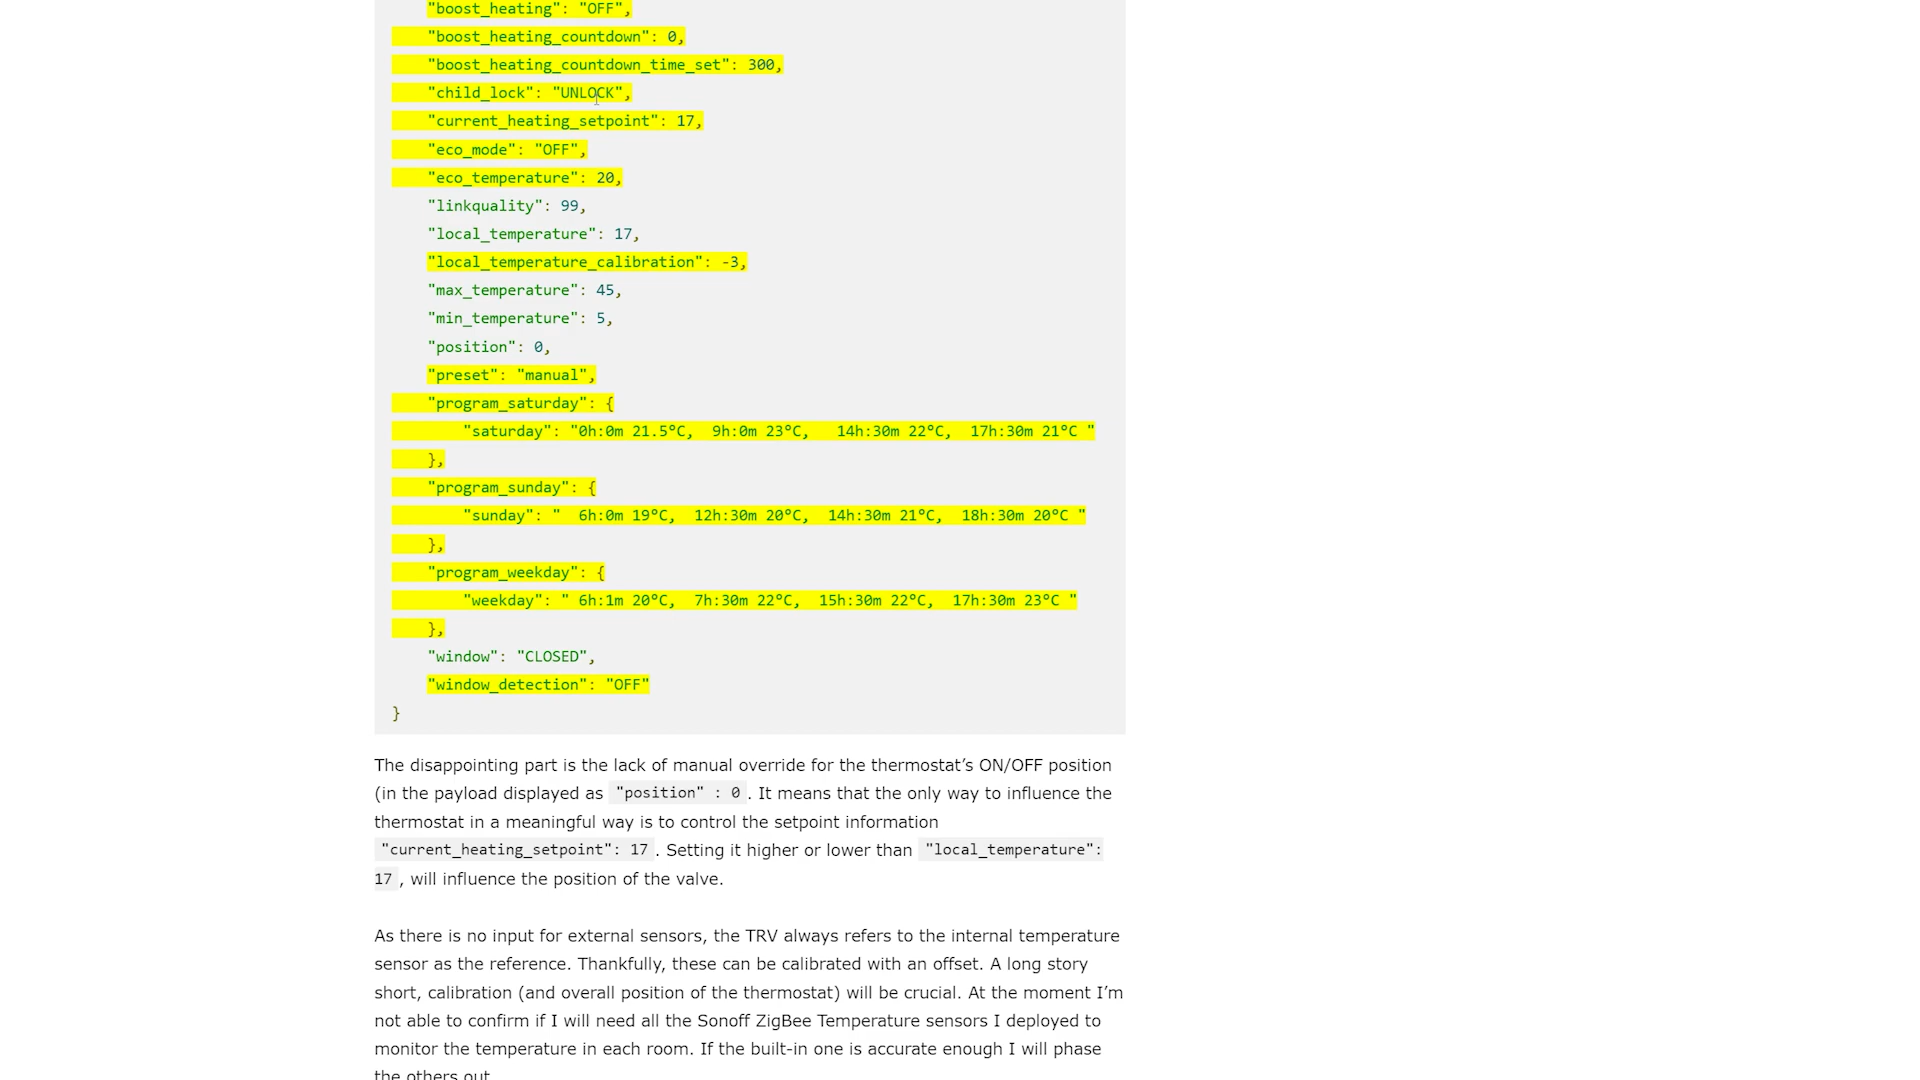 "boost_heating": "OFF",
"boost_heating_countdown": 0,
"boost_heating_countdown_time_set": 300,
"child_lock": "UNLOCK",
"current_heating_setpoint": 17,
"eco_mode": "OFF",
"eco_temperature": 20,
"linkquality": 99,
"local_temperature": 17,
"local_temperature_calibration": -3,
"max_temperature": 45,
"min_temperature": 5,
"position": 0,
"preset": "manual",
"program_saturday": {
"saturday": "0h:0m 21.5°C,  9h:0m 23°C,   14h:30m 22°C,  17h:30m 21°C "
},
"program_sunday": {
"sunday": "  6h:0m 19°C,  12h:30m 20°C,  14h:30m 21°C,  18h:30m 20°C "
},
"program_weekday": {
"weekday": " 6h:1m 20°C,  7h:30m 22°C,  15h:30m 22°C,  17h:30m 23°C "
},
"window": "CLOSED",
"window_detection": "OFF"
}
The disappointing part is the lack of manual override for the thermostat’s ON/OFF position
(in the payload displayed as "position" : 0 . It means that the only way to influence the
thermostat in a meaningful way is to control the setpoint information
"current_heating_setpoint": 17 . Setting it higher or lower than "local_temperature":
17 , will influence the position of the valve.
As there is no input for external sensors, the TRV always refers to the internal temperature
sensor as the reference. Thankfully, these can be calibrated with an offset. A long story
short, calibration (and overall position of the thermostat) will be crucial. At the moment I’m
not able to confirm if I will need all the Sonoff ZigBee Temperature sensors I deployed to
monitor the temperature in each room. If the built-in one is accurate enough I will phase
the others out.